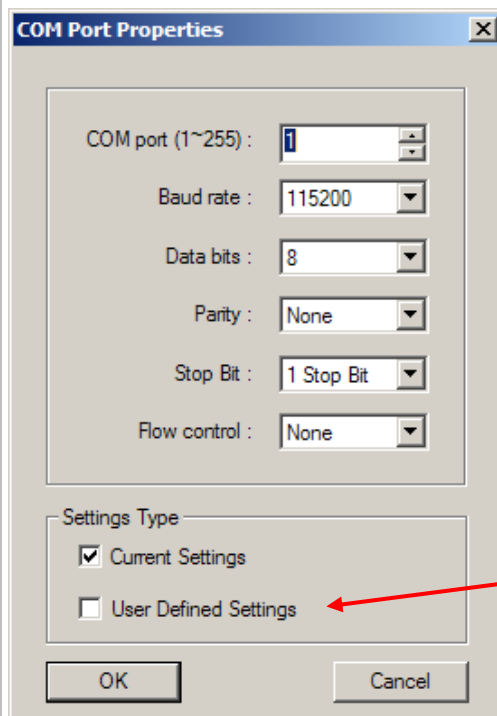 COM Port Properties
COM port (1~255) : 1
Baud rate : 115200
Data bits : 8
Parity : None
Stop Bit : 1 Stop Bit
Flow control : None
Settings Type
Current Settings
User Defined Settings
OK Cancel